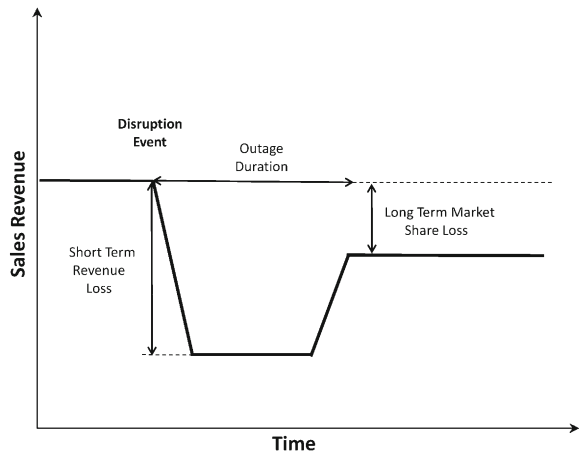 Disruption
Event
Outage
Duration
Sales Revenue
Long Term Market
Share Loss
Short Term
Revenue
Loss
Time